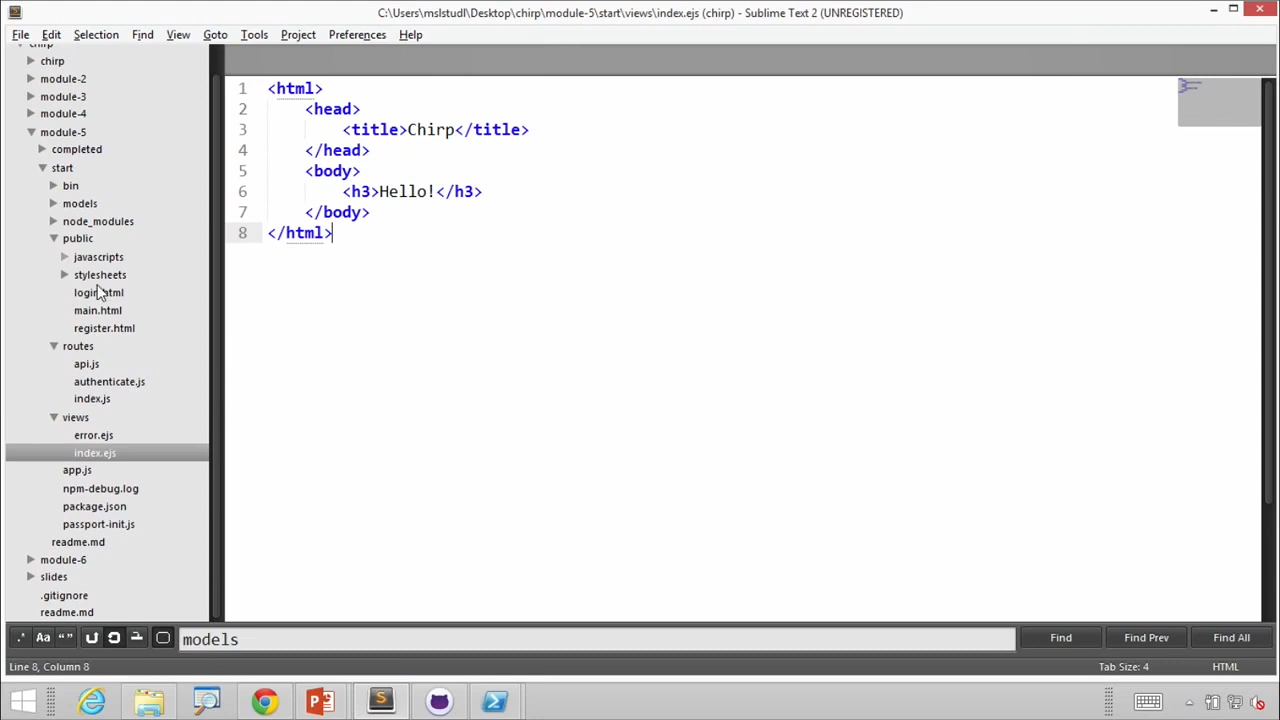 C:\Users\mslstudl\Desktop\chirp\module-5\start\views\index.ejs (chirp) - Sublime Text 2 (UNREGISTERED)
File Edit Selection Find View Goto Tools Project Preferences Help
chirp
chirp
module-2
module-3
module-4
module-5
completed
start
bin
models
node_modules
public
javascripts
stylesheets
login.html
main.html
register.html
routes
api.js
authenticate.js
index.js
views
error.ejs
index.ejs
app.js
npm-debug.log
package.json
passport-init.js
readme.md
module-6
slides
.gitignore
readme.md
1 <html>
2 <head>
3 <title>Chirp</title>
4 </head>
5 <body>
6 <h3>Hello!</h3>
7 </body>
8 </html>
.* Aa “” models Find Find Prev Find All
Line 8, Column 8 Tab Size: 4 HTML